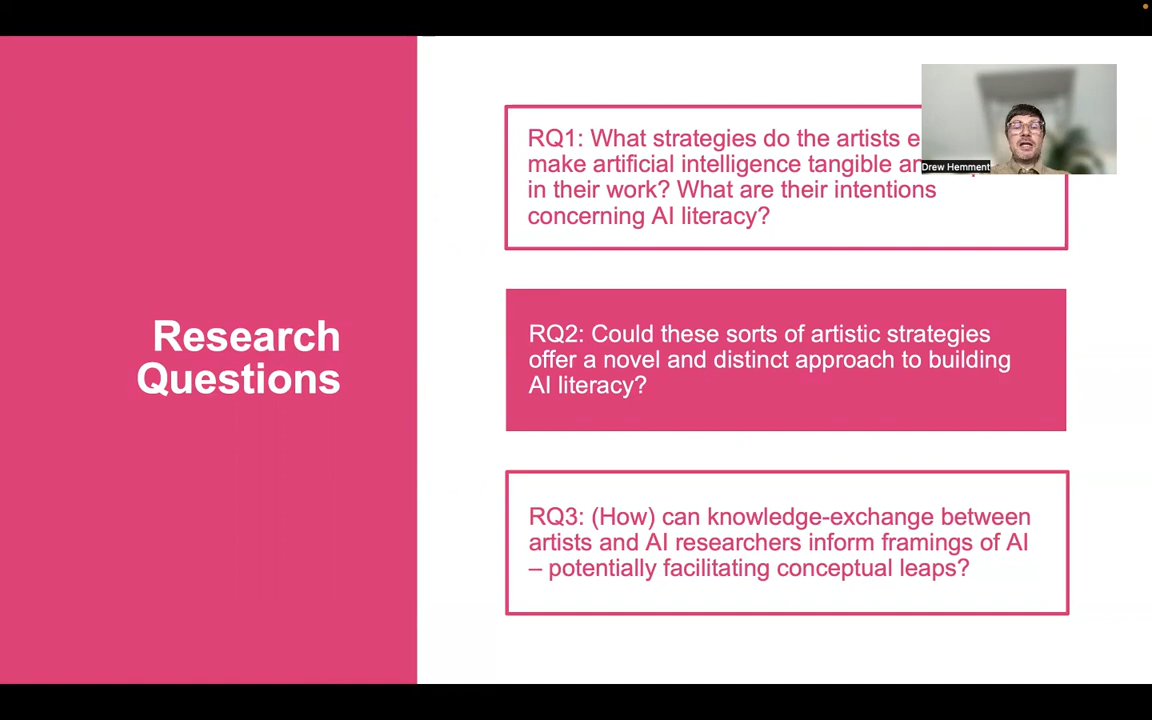 Research
Questions
RQ1: What strategies do the artists
make artificial intelligence tangible
in their work? What are their intentions
concerning AI literacy?
Drew Hemment
RQ2: Could these sorts of artistic strategies
offer a novel and distinct approach to building
AI literacy?
RQ3: (How) can knowledge-exchange between
artists and AI researchers inform framings of AI
– potentially facilitating conceptual leaps?